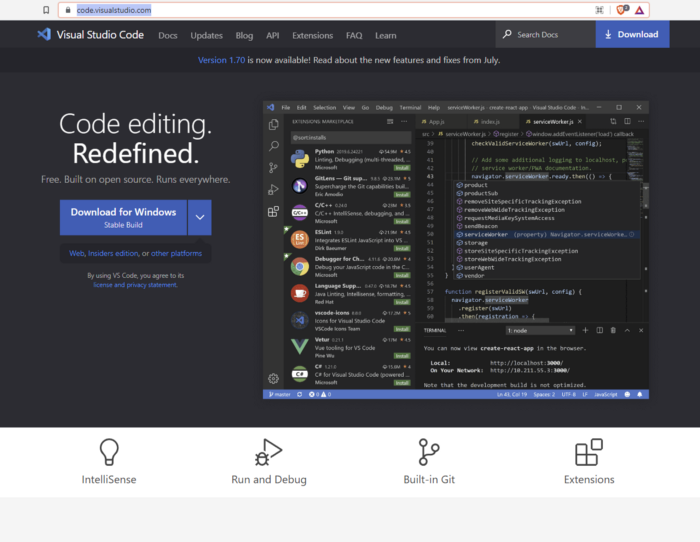 code.visualstudio.com
Visual Studio Code Docs Updates Blog API Extensions FAQ Learn Search Docs Download
Version 1.70 is now available! Read about the new features and fixes from July.
Code editing.
Redefined.
Free. Built on open source. Runs everywhere.
Download for Windows
Stable Build
Web, Insiders edition, or other platforms
By using VS Code, you agree to its
license and privacy statement.
File Edit Selection View Go Debug Terminal Help serviceWorker.js - create-react-app - Visual Studio Code - in...
EXTENSIONS: MARKETPLACE
@sort:installs
Python 2019.6.24221 54.9M 4.5
Linting, Debugging (multi-threaded, ...
Microsoft Install
GitLens — Git sup... 9.8.5 23.1M 5
Supercharge the Git capabilities buil...
Eric Amodio Install
C/C++ 0.24.0 23M 3.5
C/C++ IntelliSense, debugging, and ...
Microsoft Install
ESLint 1.9.0 21.9M 4.5
Integrates ESLint JavaScript into VS ...
Dirk Baeumer Install
Debugger for Ch... 4.11.6 20.6M 4
Debug your JavaScript code in the C...
Microsoft Install
Language Supp... 0.47.0 18.7M 4.5
Java Linting, Intellisense, formatting, ...
Red Hat Install
vscode-icons 8.8.0 17.2M 5
Icons for Visual Studio Code
VSCode Icons Team Install
Vetur 0.21.1 17M 4.5
Vue tooling for VS Code
Pine Wu Install
C# 1.21.0 15.6M 4
C# for Visual Studio Code (powered ...
Microsoft Install
App.js index.js serviceWorker.js
src serviceWorker.js register window.addEventListener('load') callback
39 checkValidServiceWorker(swUrl, config);
40
41 // Add some additional logging to localhost, p
42 // service worker/PWA documentation.
43 navigator.serviceWorker.ready.then(() => {
product
productSub
removeSiteSpecificTrackingException
removeWebWideTrackingException
requestMediaKeySystemAccess
sendBeacon
serviceWorker (property) Navigator.serviceWorke...
storage
storeSiteSpecificTrackingException
storeWebWideTrackingException
userAgent
vendor
55 }
56
57 function registerValidSW(swUrl, config) {
58 navigator.serviceWorker
59 .register(swUrl)
60 .then(registration => {
TERMINAL ... 1: node
You can now view create-react-app in the browser.
Local: http://localhost:3000/
On Your Network: http://10.211.55.3:3000/
Note that the development build is not optimized.
master 0 0 Ln 43, Col 19 Spaces: 2 UTF-8 LF JavaScript
IntelliSense
Run and Debug
Built-in Git
Extensions